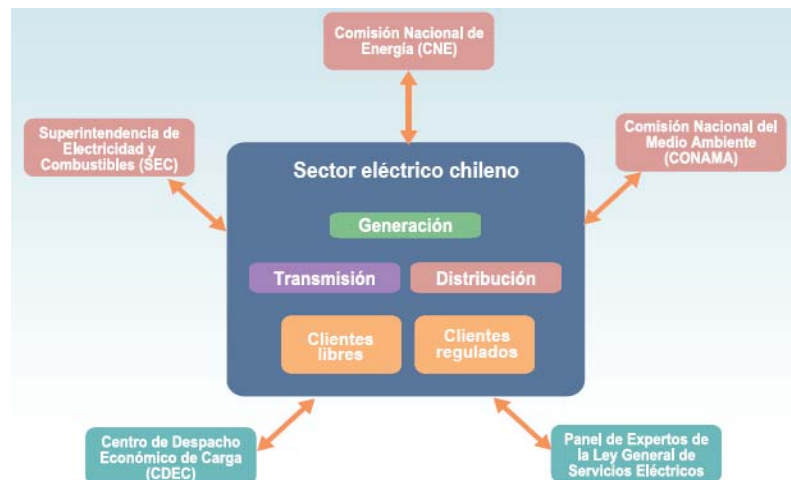 Comisión Nacional de
Energía (CNE)
Superintendencia de
Electricidad y
Combustibles (SEC)
Comisión Nacional del
Medio Ambiente
(CONAMA)
Sector eléctrico chileno
Generación
Transmisión
Distribución
Clientes
libres
Clientes
regulados
Centro de Despacho
Económico de Carga
(CDEC)
Panel de Expertos de
la Ley General de
Servicios Eléctricos